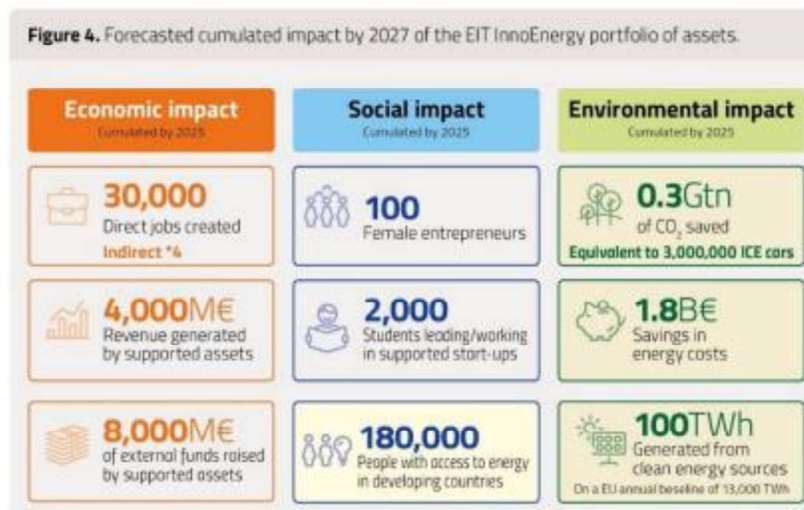 Figure 4. Forecasted cumulated impact by 2027 of the EIT InnoEnergy portfolio of assets.
Economic impact
Cumulated by 2025
30,000
Direct jobs created
Indirect *4
4,000M€
Revenue generated
by supported assets
8,000M€
of external funds raised
by supported assets
Social impact
Cumulated by 2025
100
Female entrepreneurs
2,000
Students leading/working
in supported start-ups
180,000
People with access to energy
in developing countries
Environmental impact
Cumulated by 2025
0.3Gtn
of CO₂ saved
Equivalent to 3,000,000 ICE cars
1.8B€
Savings in
energy costs
100TWh
Generated from
clean energy sources
On a EU annual baseline of 13,000 TWh